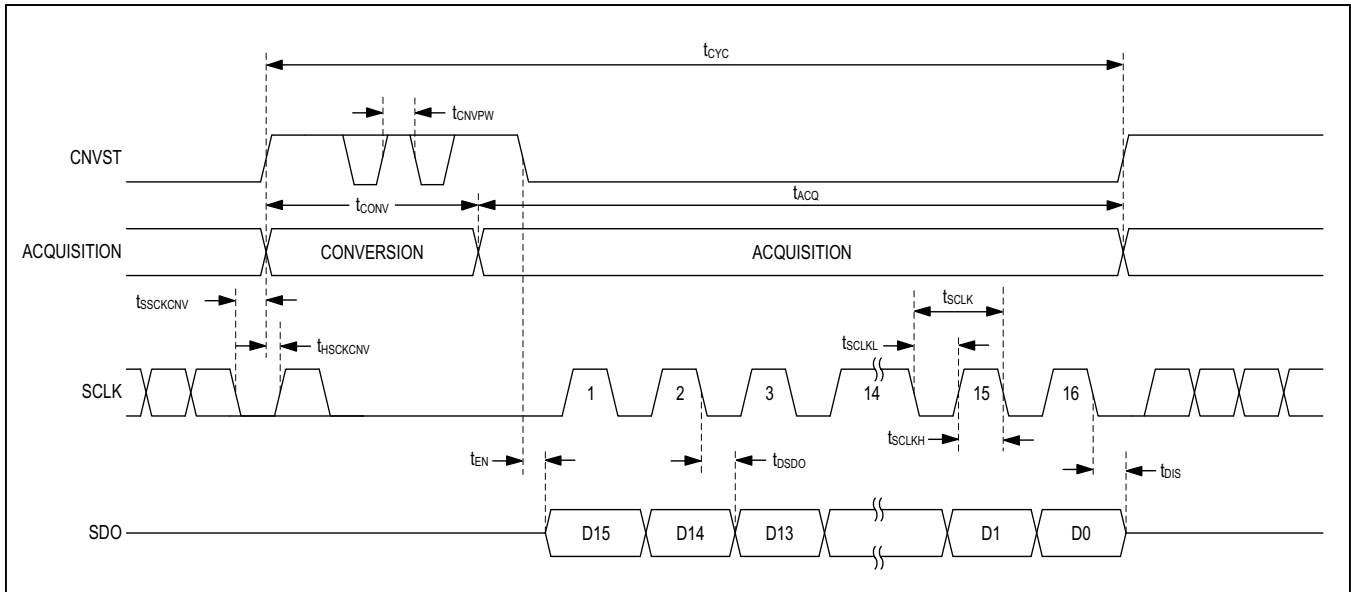 tCYC
tCNVPW
CNVST
tCONV
tACQ
ACQUISITION
CONVERSION
ACQUISITION
tSSCKCNV
tSCLK
tHSCKCNV
tSCLKL
SCLK
1
2
3
14
15
16
tSCLKH
tEN
tDSDO
tDIS
SDO
D15
D14
D13
D1
D0